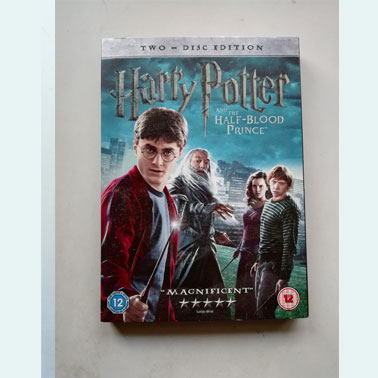 TWO - DISC EDITION
Harry Potter
AND THE
HALF-BLOOD
PRINCE
"MAGNIFICENT"
12
12